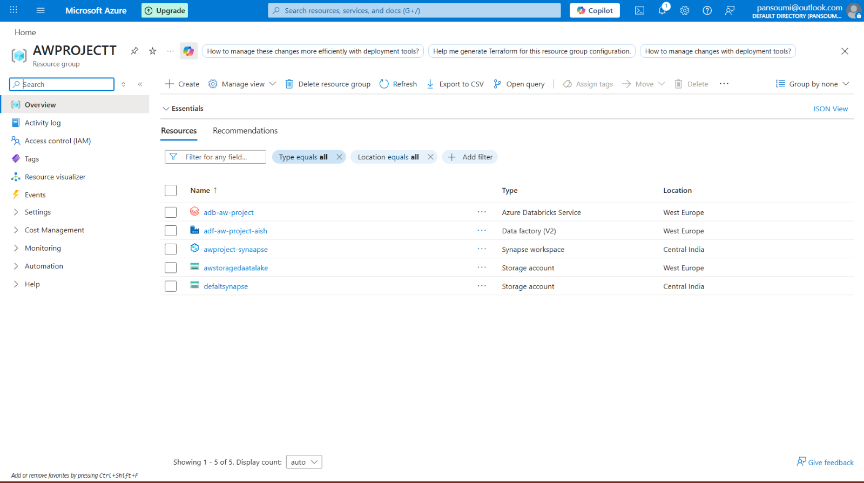 Microsoft Azure
Upgrade
Search resources, services, and docs (G+/)
Copilot
1
pansoumi@outlook.com
DEFAULT DIRECTORY (PANSOUM...
Home
AWPROJECTT
Resource group
How to manage these changes more efficiently with deployment tools?
Help me generate Terraform for this resource group configuration.
How to manage changes with deployment tools?
Search
Create
Manage view
Delete resource group
Refresh
Export to CSV
Open query
Assign tags
Move
Delete
Group by none
Overview
Activity log
Access control (IAM)
Tags
Resource visualizer
Events
Settings
Cost Management
Monitoring
Automation
Help
Essentials
JSON View
Resources
Recommendations
Filter for any field...
Type equals all
Location equals all
Add filter
Name ↑ Type Location
adb-aw-project ... Azure Databricks Service West Europe
adf-aw-project-aish ... Data factory (V2) West Europe
awproject-synaapse ... Synapse workspace Central India
awstoragedaatalake ... Storage account West Europe
defaltsynapse ... Storage account Central India
Showing 1 - 5 of 5. Display count: auto
Give feedback
Add or remove favorites by pressing Ctrl+Shift+F